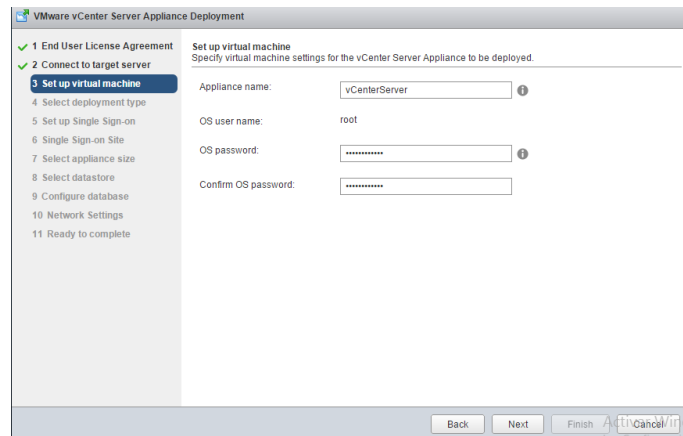 VMware vCenter Server Appliance Deployment
1 End User License Agreement
2 Connect to target server
3 Set up virtual machine
4 Select deployment type
5 Set up Single Sign-on
6 Single Sign-on Site
7 Select appliance size
8 Select datastore
9 Configure database
10 Network Settings
11 Ready to complete
Set up virtual machine
Specify virtual machine settings for the vCenter Server Appliance to be deployed.
Appliance name: vCenterServer
OS user name: root
OS password: ••••••••••••
Confirm OS password: ••••••••••••
Back Next Finish Cancel
Activer Win